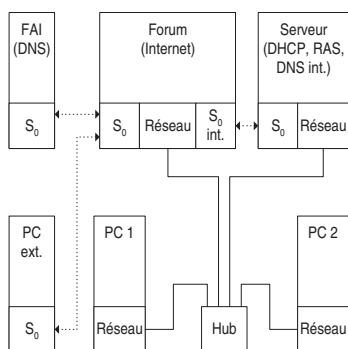 FAI
(DNS)
S₀
Forum
(Internet)
S₀
Réseau
S₀
int.
Serveur
(DHCP, RAS,
DNS int.)
S₀
Réseau
PC
ext.
S₀
PC 1
Réseau
Hub
PC 2
Réseau